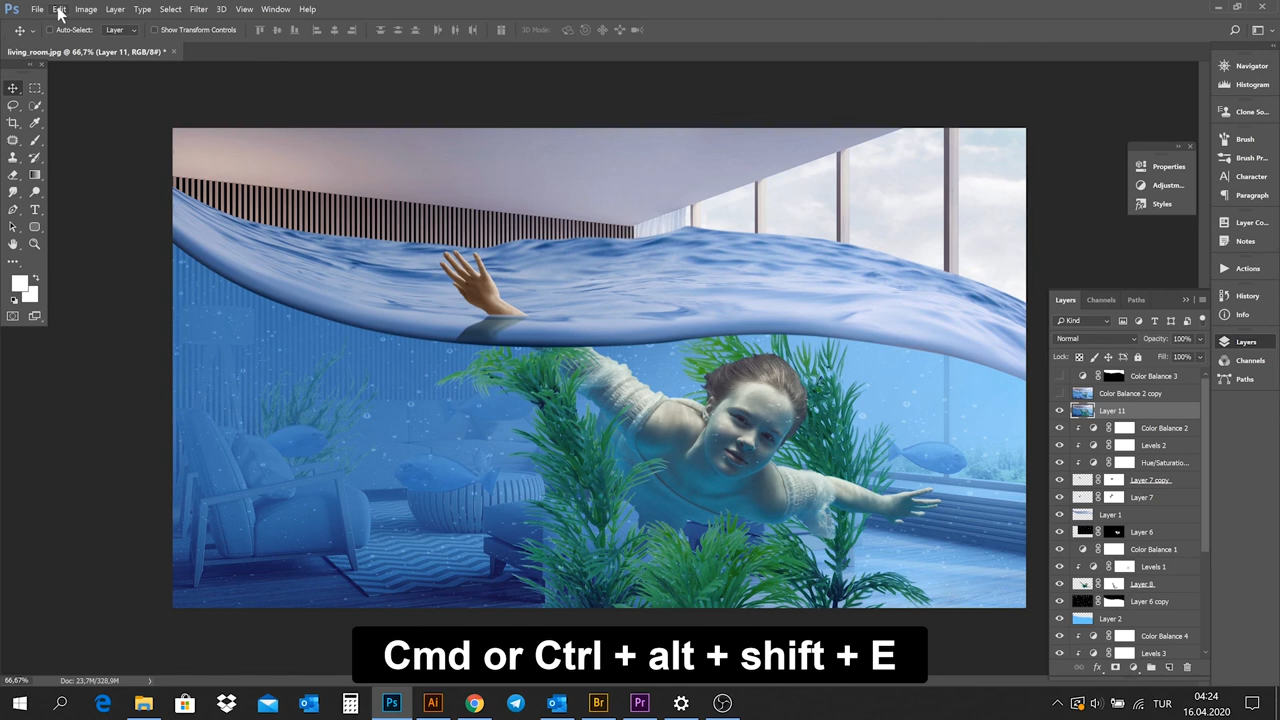 Ps File Edit Image Layer Type Select Filter 3D View Window Help
Auto-Select: Layer Show Transform Controls 3D Mode:
living_room.jpg @ 66,7% (Layer 11, RGB/8#) * ×
Navigator
Histogram
Clone So...
Brush
Brush Pr...
Character
Paragraph
Layer Co...
Notes
Actions
History
Info
Layers
Channels
Paths
Properties
Adjustm...
Styles
Layers Channels Paths
Kind
Normal Opacity: 100%
Lock: Fill: 100%
Color Balance 3
Color Balance 2 copy
Layer 11
Color Balance 2
Levels 2
Hue/Saturatio...
Layer 7 copy
Layer 7
Layer 1
Layer 6
Color Balance 1
Levels 1
Layer 8
Layer 6 copy
Layer 2
Color Balance 4
Levels 3
fx
Cmd or Ctrl + alt + shift + E
66,67% Doc: 23,7M/328,9M
Ps Ai Br Pr
TUR
04:24
16.04.2020